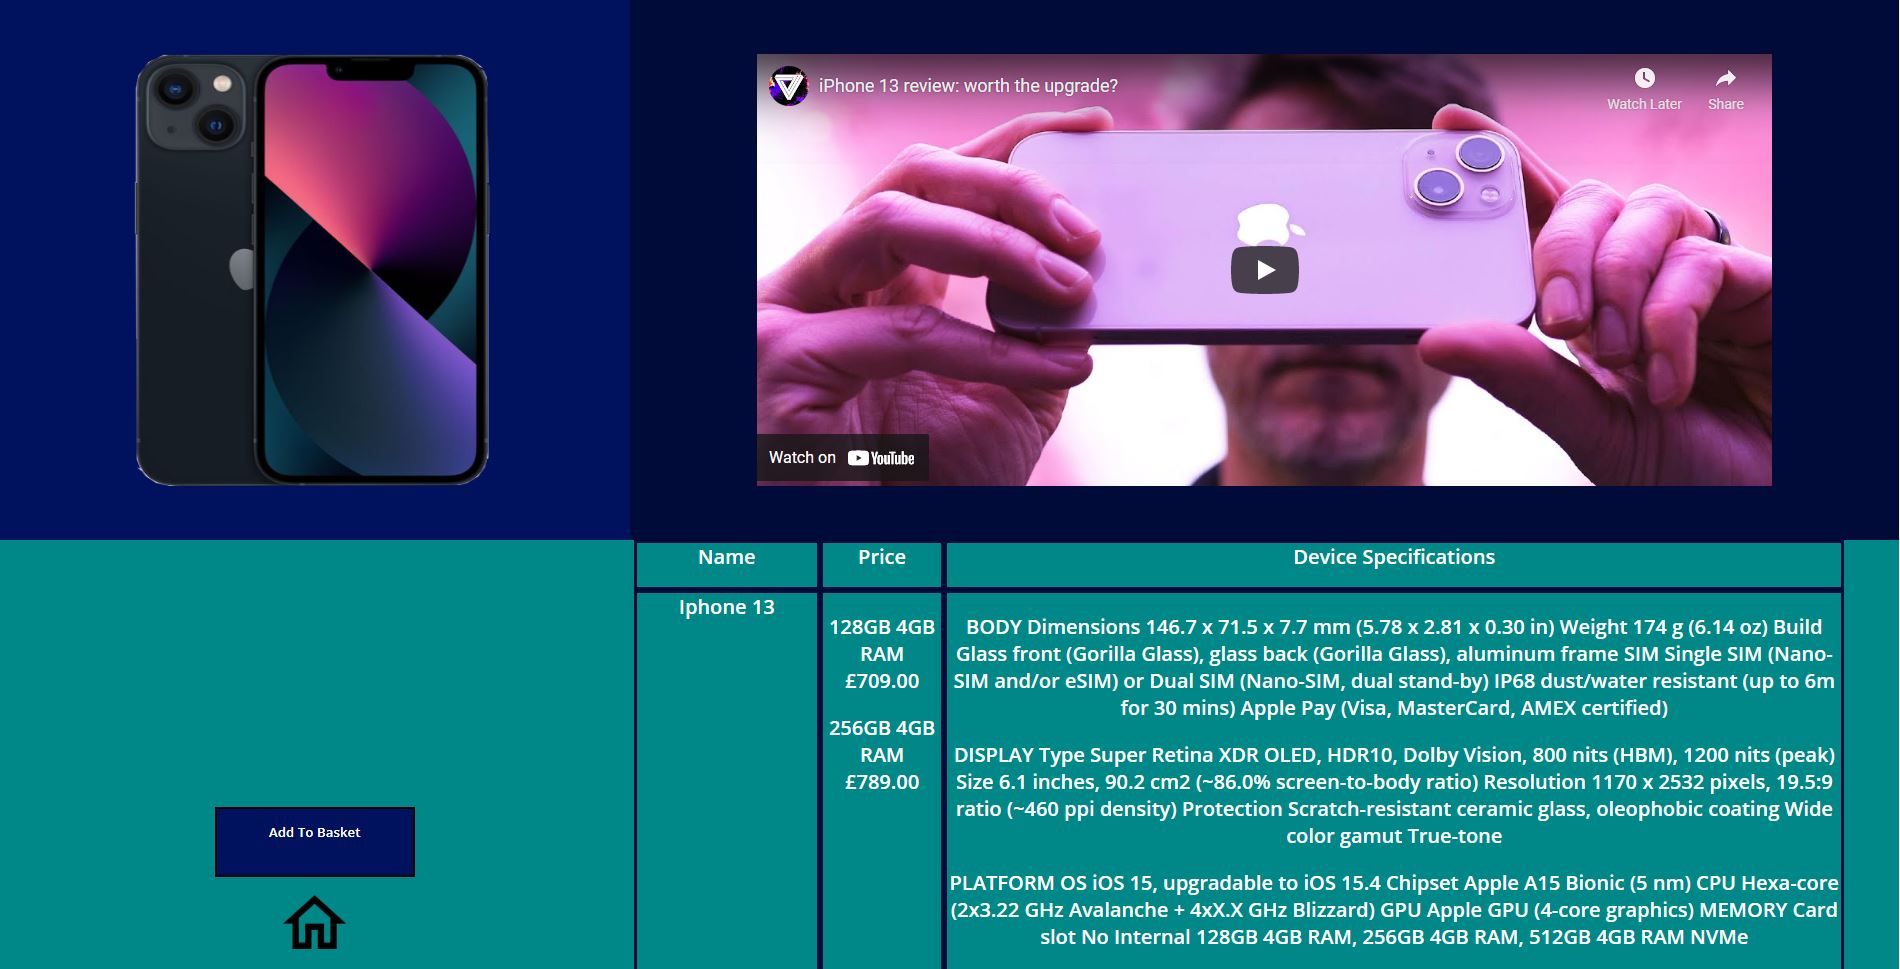 iPhone 13 review: worth the upgrade?
Watch Later
Share
Watch on YouTube
Name
Price
Device Specifications
Iphone 13
128GB 4GB
RAM
£709.00
256GB 4GB
RAM
£789.00
BODY Dimensions 146.7 x 71.5 x 7.7 mm (5.78 x 2.81 x 0.30 in) Weight 174 g (6.14 oz) Build
Glass front (Gorilla Glass), glass back (Gorilla Glass), aluminum frame SIM Single SIM (Nano-
SIM and/or eSIM) or Dual SIM (Nano-SIM, dual stand-by) IP68 dust/water resistant (up to 6m
for 30 mins) Apple Pay (Visa, MasterCard, AMEX certified)
DISPLAY Type Super Retina XDR OLED, HDR10, Dolby Vision, 800 nits (HBM), 1200 nits (peak)
Size 6.1 inches, 90.2 cm2 (~86.0% screen-to-body ratio) Resolution 1170 x 2532 pixels, 19.5:9
ratio (~460 ppi density) Protection Scratch-resistant ceramic glass, oleophobic coating Wide
color gamut True-tone
PLATFORM OS iOS 15, upgradable to iOS 15.4 Chipset Apple A15 Bionic (5 nm) CPU Hexa-core
(2x3.22 GHz Avalanche + 4xX.X GHz Blizzard) GPU Apple GPU (4-core graphics) MEMORY Card
slot No Internal 128GB 4GB RAM, 256GB 4GB RAM, 512GB 4GB RAM NVMe
Add To Basket